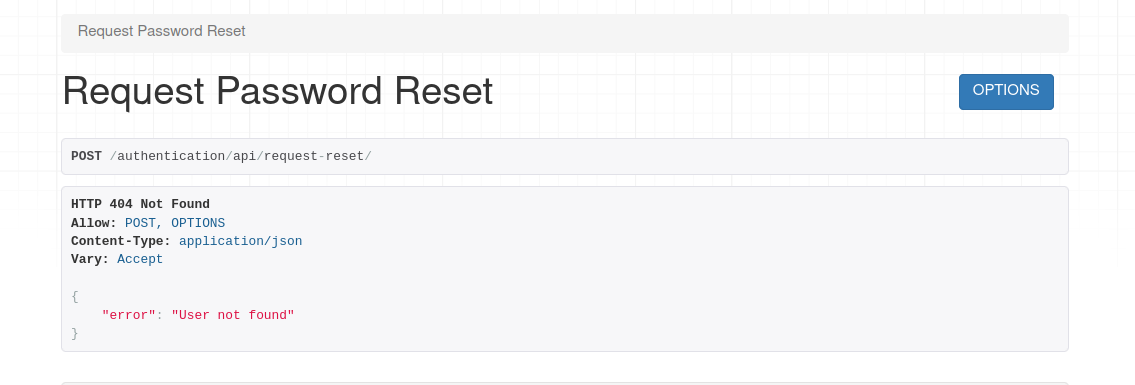 Request Password Reset
Request Password Reset
OPTIONS
POST /authentication/api/request-reset/
HTTP 404 Not Found
Allow: POST, OPTIONS
Content-Type: application/json
Vary: Accept
{
    "error": "User not found"
}